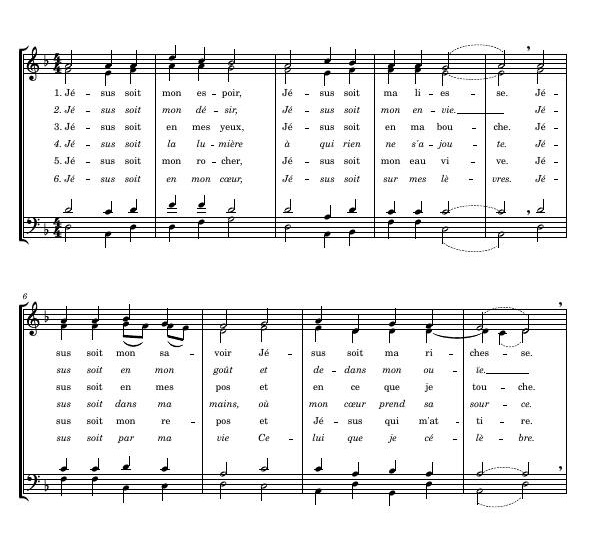 1. Jé – sus soit mon es – poir, Jé – sus soit ma li – es – se. Jé –
2. Jé – sus soit mon dé – sir, Jé – sus soit mon en – vie.____ Jé –
3. Jé – sus soit en mes yeux, Jé – sus soit en ma bou – che. Jé –
4. Jé – sus soit la lu – mière à qui rien ne s'a – jou – te. Jé –
5. Jé – sus soit mon ro – cher, Jé – sus soit mon eau vi – ve. Jé –
6. Jé – sus soit en mon cœur, Jé – sus soit sur mes lè – vres. Jé –
6
sus soit mon sa – voir Jé – sus soit ma ri – ches – se.
sus soit en mon goût et de – dans mon ou – ïe.____
sus soit en mes pas et en ce que je tou – che.
sus soit dans ma mains, où mon cœur prend sa sour – ce.
sus soit mon re – pos et Jé – sus qui m'at – ti – re.
sus soit par ma vie Ce – lui que je cé – lè – bre.